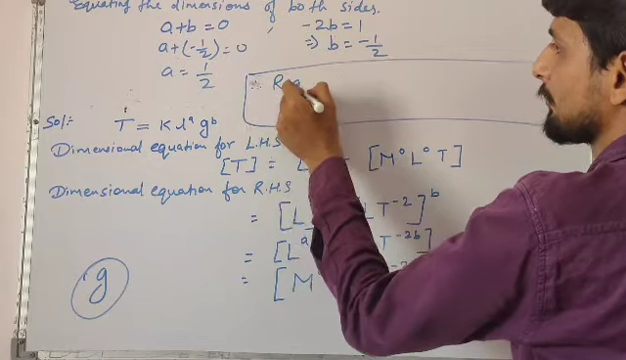 Equating the dimensions of both sides.
a + b = 0 , -2b = 1
a + (-1/2) = 0 ⇒ b = -1/2
a = 1/2
Sol:- T = K l^a g^b
Dimensional equation for L.H.S
[T] = [M° L° T]
Dimensional equation for R.H.S
= [L T^-2]^b
= [L^a T^-2b]
= [M
g